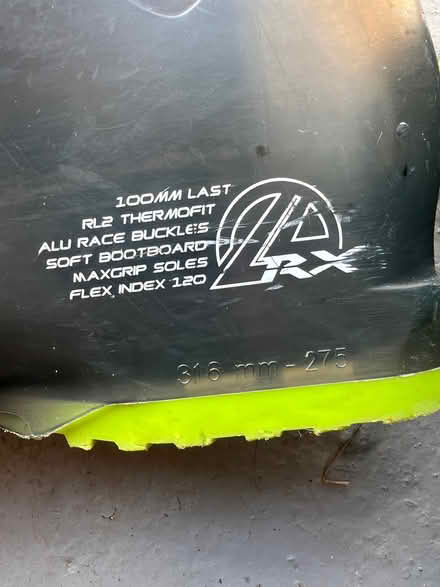 100MM LAST
RL2 THERMOFIT
ALU RACE BUCKLES
SOFT BOOTBOARD
MAXGRIP SOLES
FLEX INDEX 120
RX
316 mm - 275